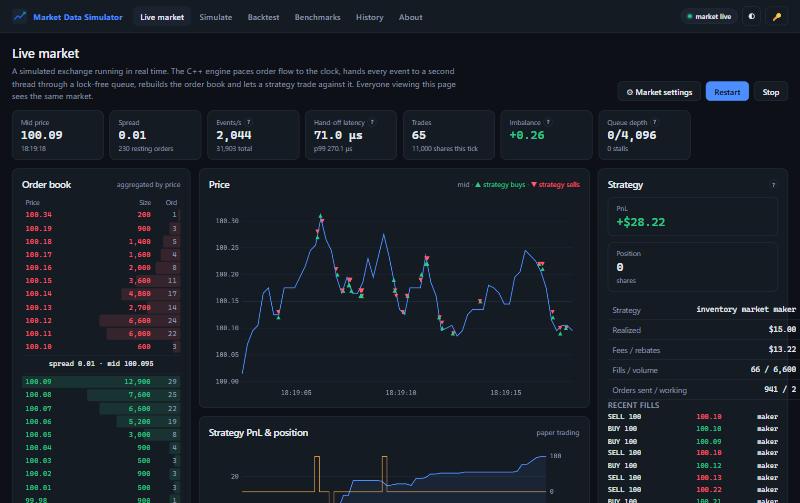 Market Data Simulator
Live market
Simulate
Backtest
Benchmarks
History
About
market live
Live market
A simulated exchange running in real time. The C++ engine paces order flow to the clock, hands every event to a second
thread through a lock-free queue, rebuilds the order book and lets a strategy trade against it. Everyone viewing this page
sees the same market.
Market settings
Restart
Stop
Mid price
100.09
18:19:18
Spread
0.01
230 resting orders
Events/s ?
2,044
31,903 total
Hand-off latency ?
71.0 µs
p99 270.1 µs
Trades
65
11,000 shares this tick
Imbalance ?
+0.26
Queue depth ?
0/4,096
0 stalls
Order book
aggregated by price
Price Size Ord
100.34 200 1
100.19 900 3
100.18 1,400 5
100.17 1,600 4
100.16 2,000 8
100.15 3,600 11
100.14 4,800 17
100.13 2,700 14
100.12 6,600 24
100.11 6,000 22
100.10 600 3
spread 0.01 · mid 100.095
100.09 12,900 29
100.08 7,600 25
100.07 6,600 22
100.06 5,200 19
100.05 3,000 8
100.04 900 4
100.03 500 3
100.02 900 3
100.01 500 3
99.98 900 1
Price
mid · ▲ strategy buys · ▼ strategy sells
100.30
100.25
100.20
100.15
100.10
100.05
100.00
18:19:05
18:19:10
18:19:15
Strategy PnL & position
paper trading
20
100
0
Strategy
?
PnL
+$28.22
Position
0
shares
Strategy inventory market maker
Realized $15.00
Fees / rebates $13.22
Fills / volume 66 / 6,600
Orders sent / working 941 / 2
RECENT FILLS
SELL 100 100.10 maker
BUY 100 100.10 maker
BUY 100 100.09 maker
SELL 100 100.10 maker
BUY 100 100.12 maker
SELL 100 100.13 maker
SELL 100 100.22 maker
BUY 100 100.21 maker